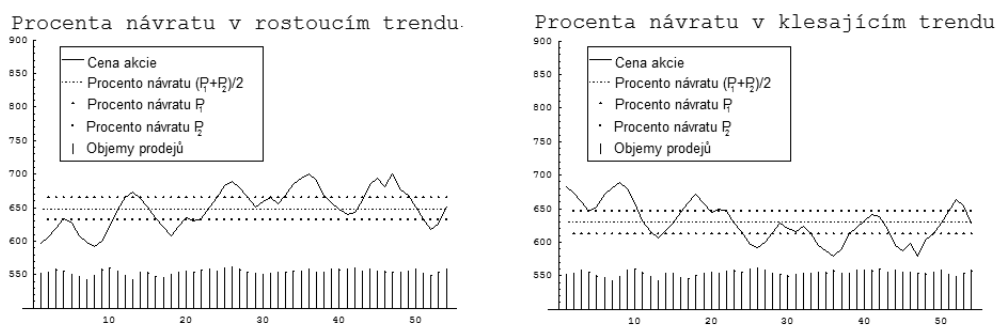 Procenta návratu v rostoucím trendu
900
850
800
750
700
650
600
550
Cena akcie
Procento návratu (P1+P2)/2
Procento návratu P1
Procento návratu P2
Objemy prodejů
10 20 30 40 50
Procenta návratu v klesajícím trendu
900
850
800
750
700
650
600
550
Cena akcie
Procento návratu (P1+P2)/2
Procento návratu P1
Procento návratu P2
Objemy prodejů
10 20 30 40 50